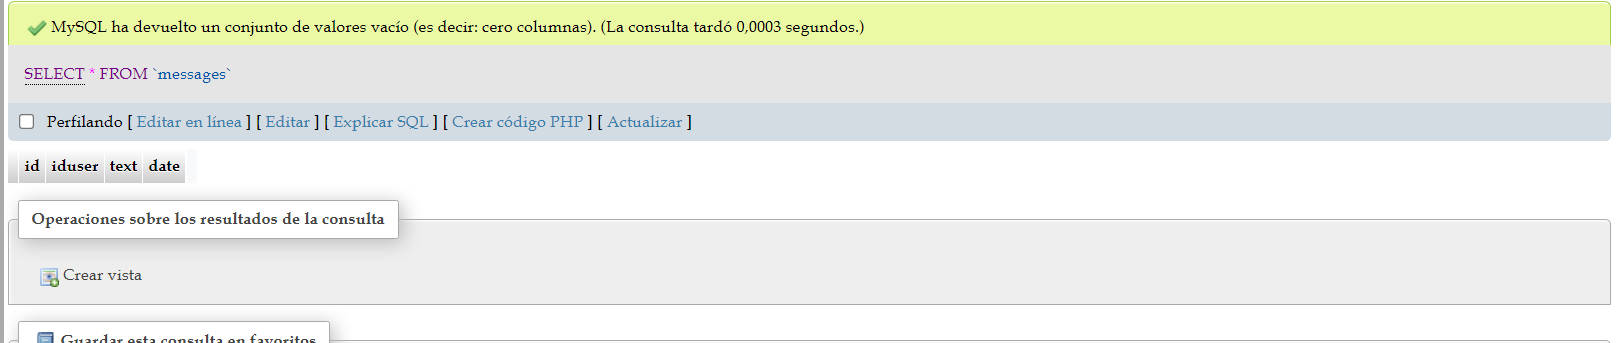 MySQL ha devuelto un conjunto de valores vacío (es decir: cero columnas). (La consulta tardó 0,0003 segundos.)
SELECT * FROM `messages`
Perfilando [ Editar en línea ] [ Editar ] [ Explicar SQL ] [ Crear código PHP ] [ Actualizar ]
id iduser text date
Operaciones sobre los resultados de la consulta
Crear vista
Guardar esta consulta en favoritos